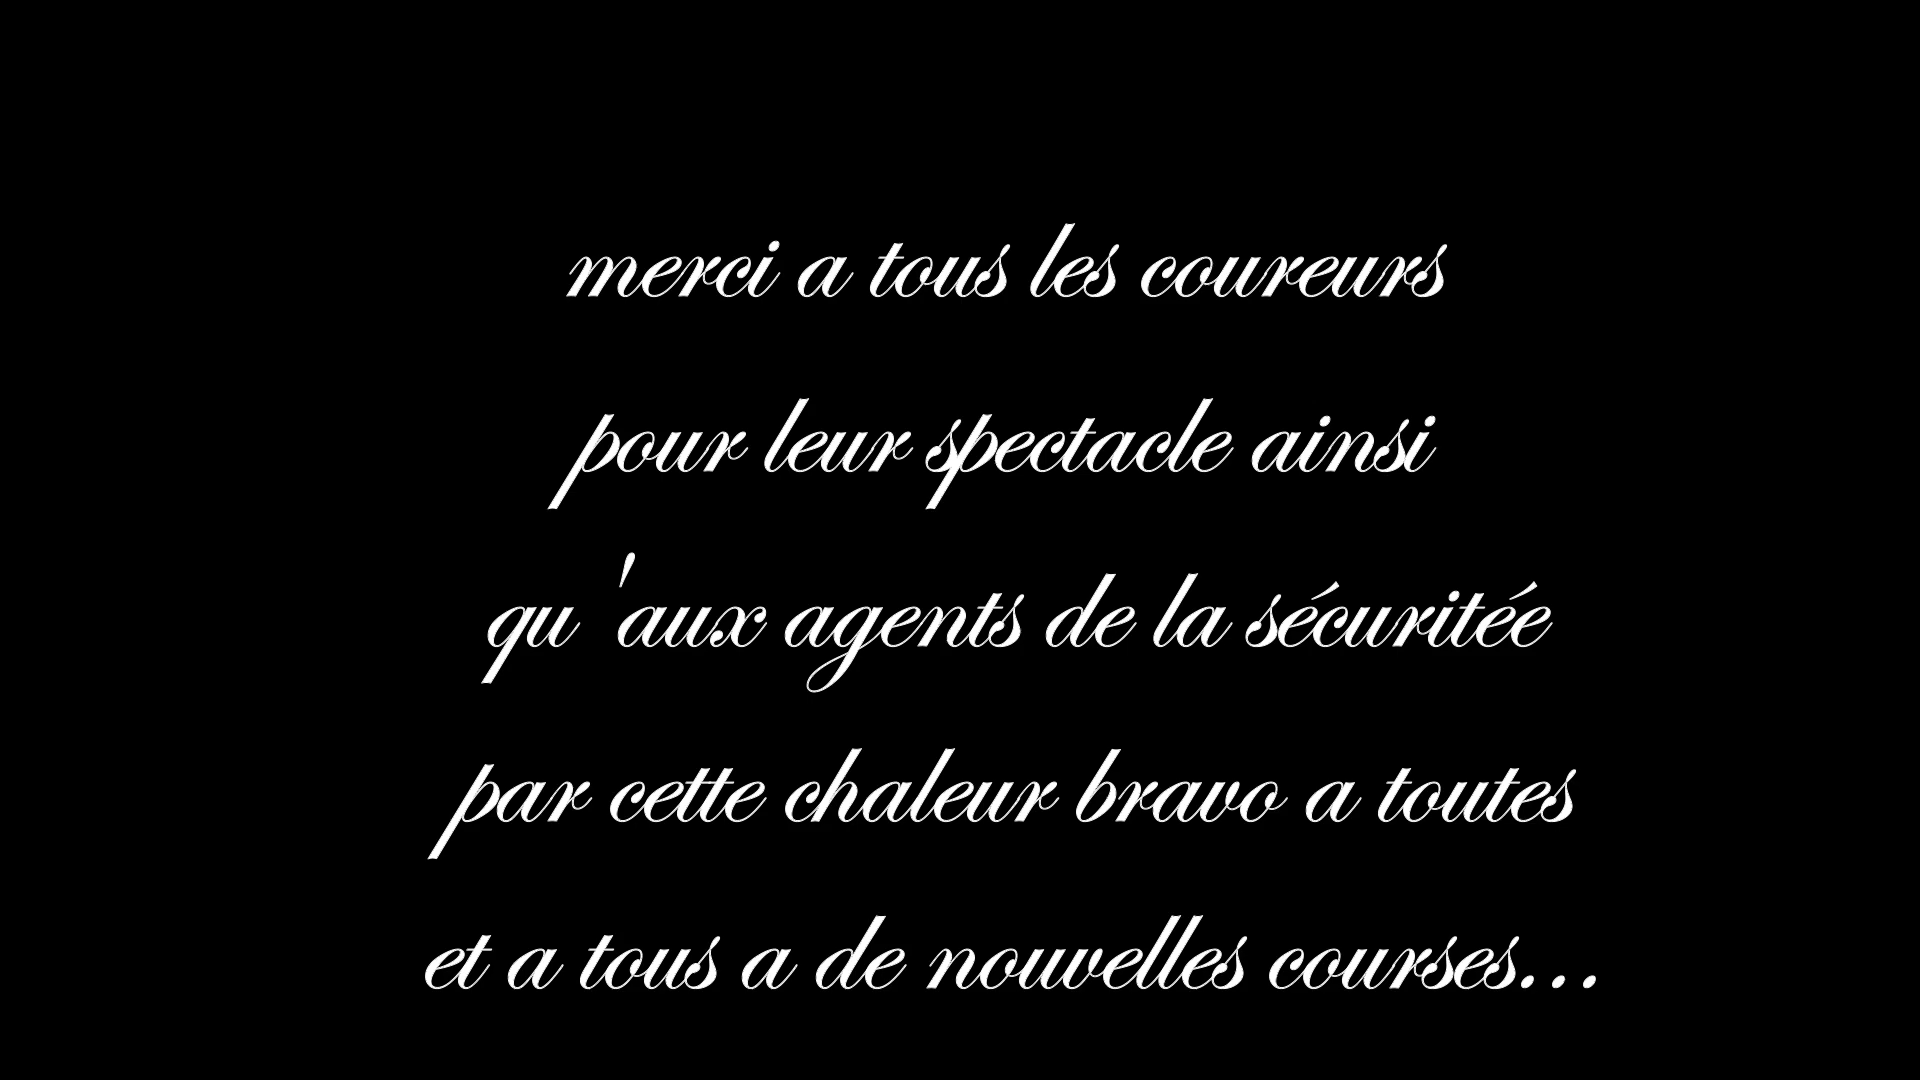 merci a tous les coureurs
pour leur spectacle ainsi
qu'aux agents de la sécuritée
par cette chaleur bravo a toutes
et a tous a de nouvelles courses...